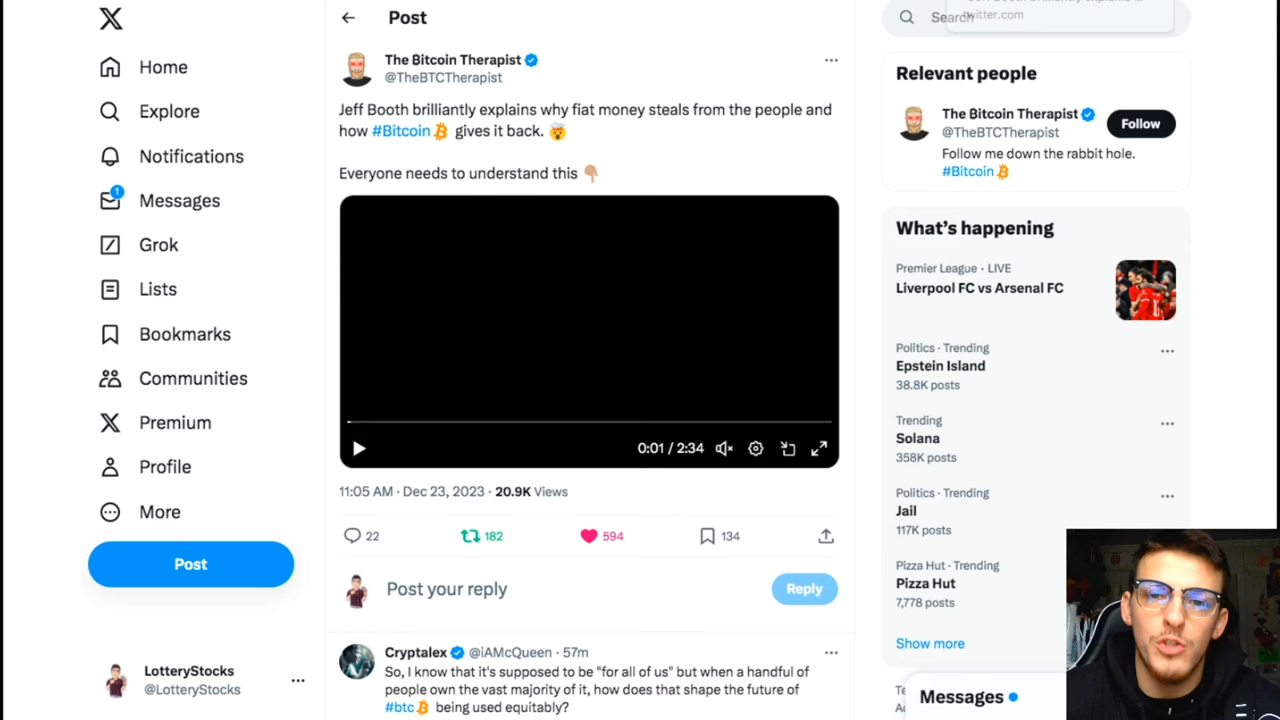 Home
Explore
Notifications
1
Messages
Grok
Lists
Bookmarks
Communities
Premium
Profile
More
Post
LotteryStocks
@LotteryStocks
Post
The Bitcoin Therapist
@TheBTCTherapist
Jeff Booth brilliantly explains why fiat money steals from the people and
how #Bitcoin gives it back. 🤯
Everyone needs to understand this 👇🏼
0:01 / 2:34
11:05 AM · Dec 23, 2023 · 20.9K Views
22
182
594
134
Post your reply
Reply
Cryptalex @iAMcQueen · 57m
So, I know that it's supposed to be "for all of us" but when a handful of
people own the vast majority of it, how does that shape the future of
#btc being used equitably?
Search
twitter.com
Relevant people
The Bitcoin Therapist
@TheBTCTherapist
Follow
Follow me down the rabbit hole.
#Bitcoin
What's happening
Premier League · LIVE
Liverpool FC vs Arsenal FC
Politics · Trending
Epstein Island
38.8K posts
Trending
Solana
358K posts
Politics · Trending
Jail
117K posts
Pizza Hut · Trending
Pizza Hut
7,778 posts
Show more
Messages